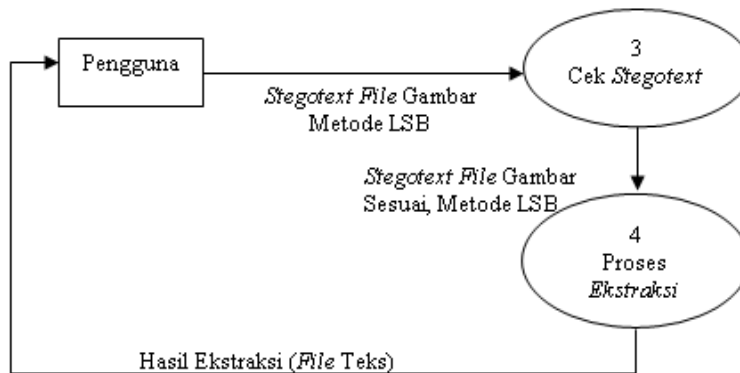 Pengguna
3
Cek Stegotext
Stegotext File Gambar
Metode LSB
Stegotext File Gambar
Sesuai, Metode LSB
4
Proses
Ekstraksi
Hasil Ekstraksi (File Teks)